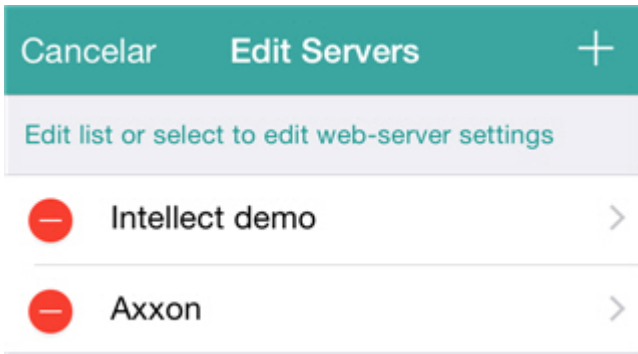 Cancelar Edit Servers +
Edit list or select to edit web-server settings
Intellect demo
Axxon